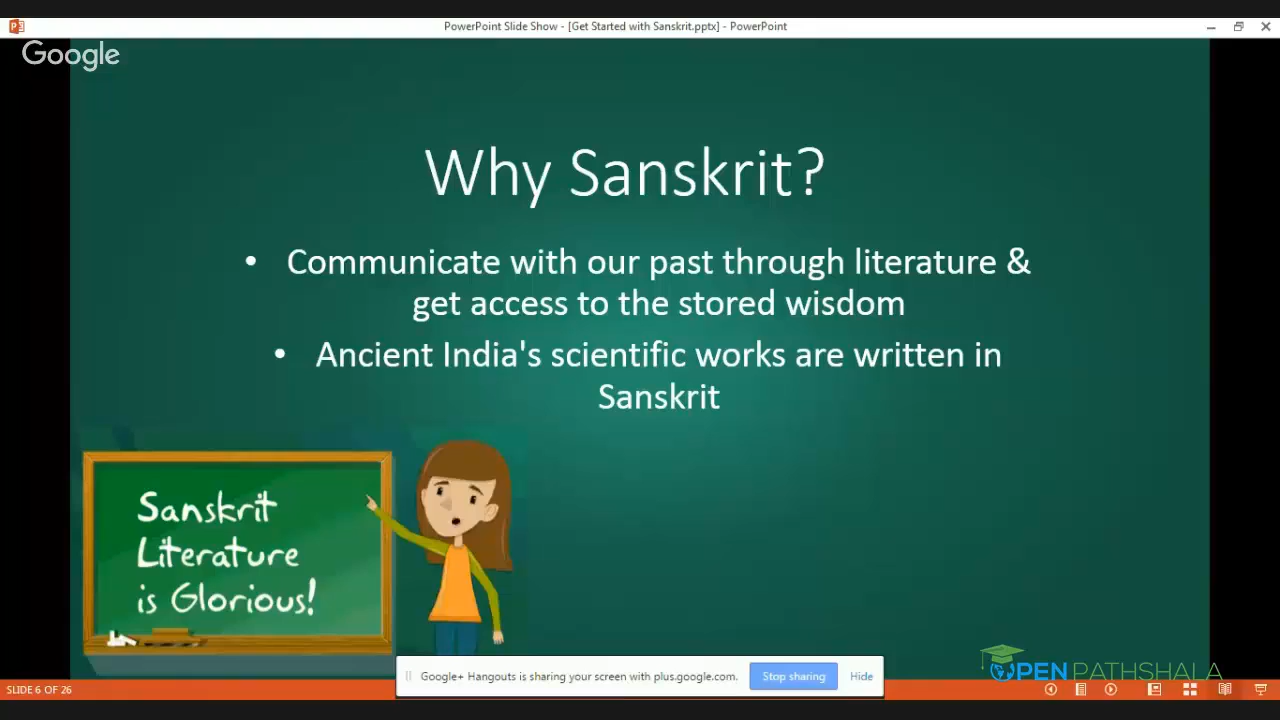 PowerPoint Slide Show - [Get Started with Sanskrit.pptx] - PowerPoint
Google
Why Sanskrit?
• Communicate with our past through literature &
get access to the stored wisdom
• Ancient India's scientific works are written in
Sanskrit
Sanskrit
Literature
is Glorious!
Google+ Hangouts is sharing your screen with plus.google.com.
Stop sharing
Hide
OPEN PATHSHALA
SLIDE 6 OF 26